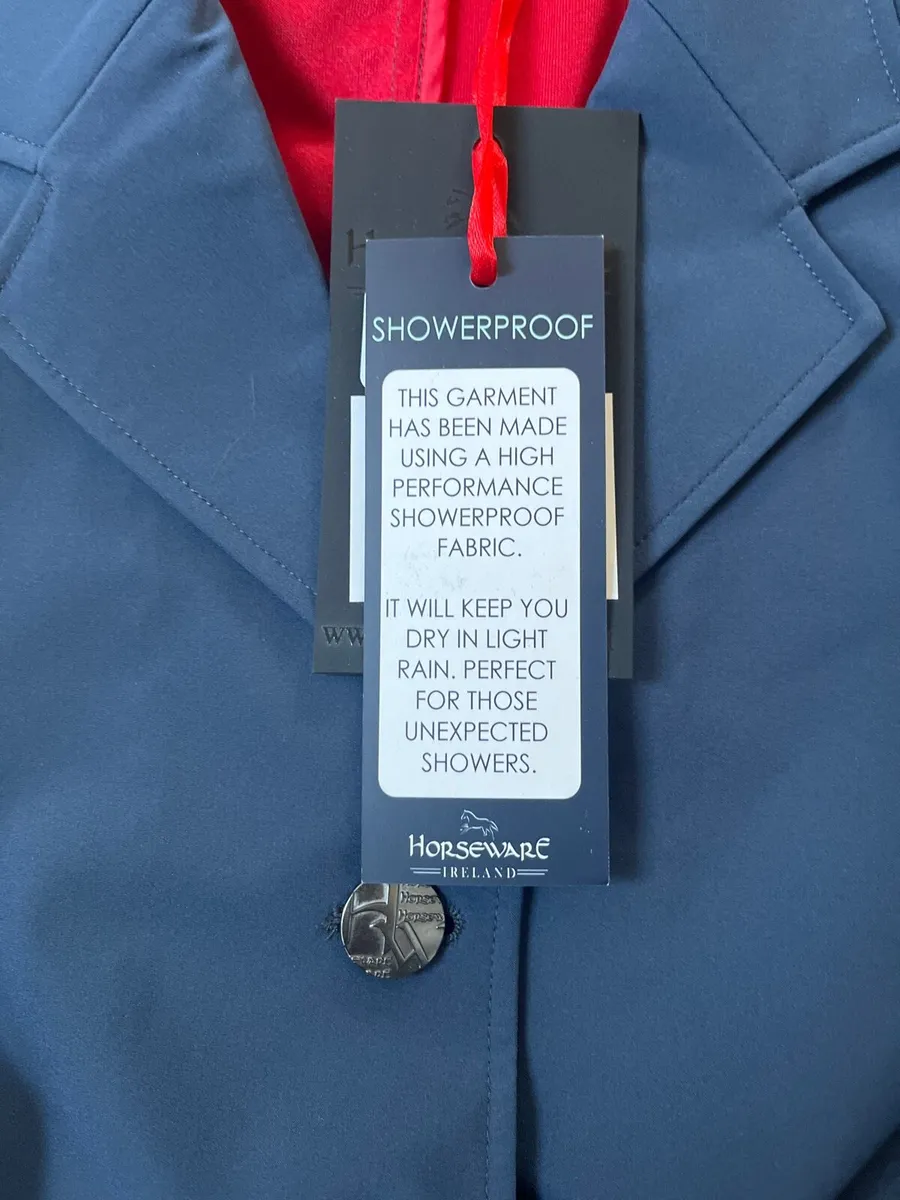 SHOWERPROOF
THIS GARMENT
HAS BEEN MADE
USING A HIGH
PERFORMANCE
SHOWERPROOF
FABRIC.
IT WILL KEEP YOU
DRY IN LIGHT
RAIN. PERFECT
FOR THOSE
UNEXPECTED
SHOWERS.
HORSEWARE
IRELAND